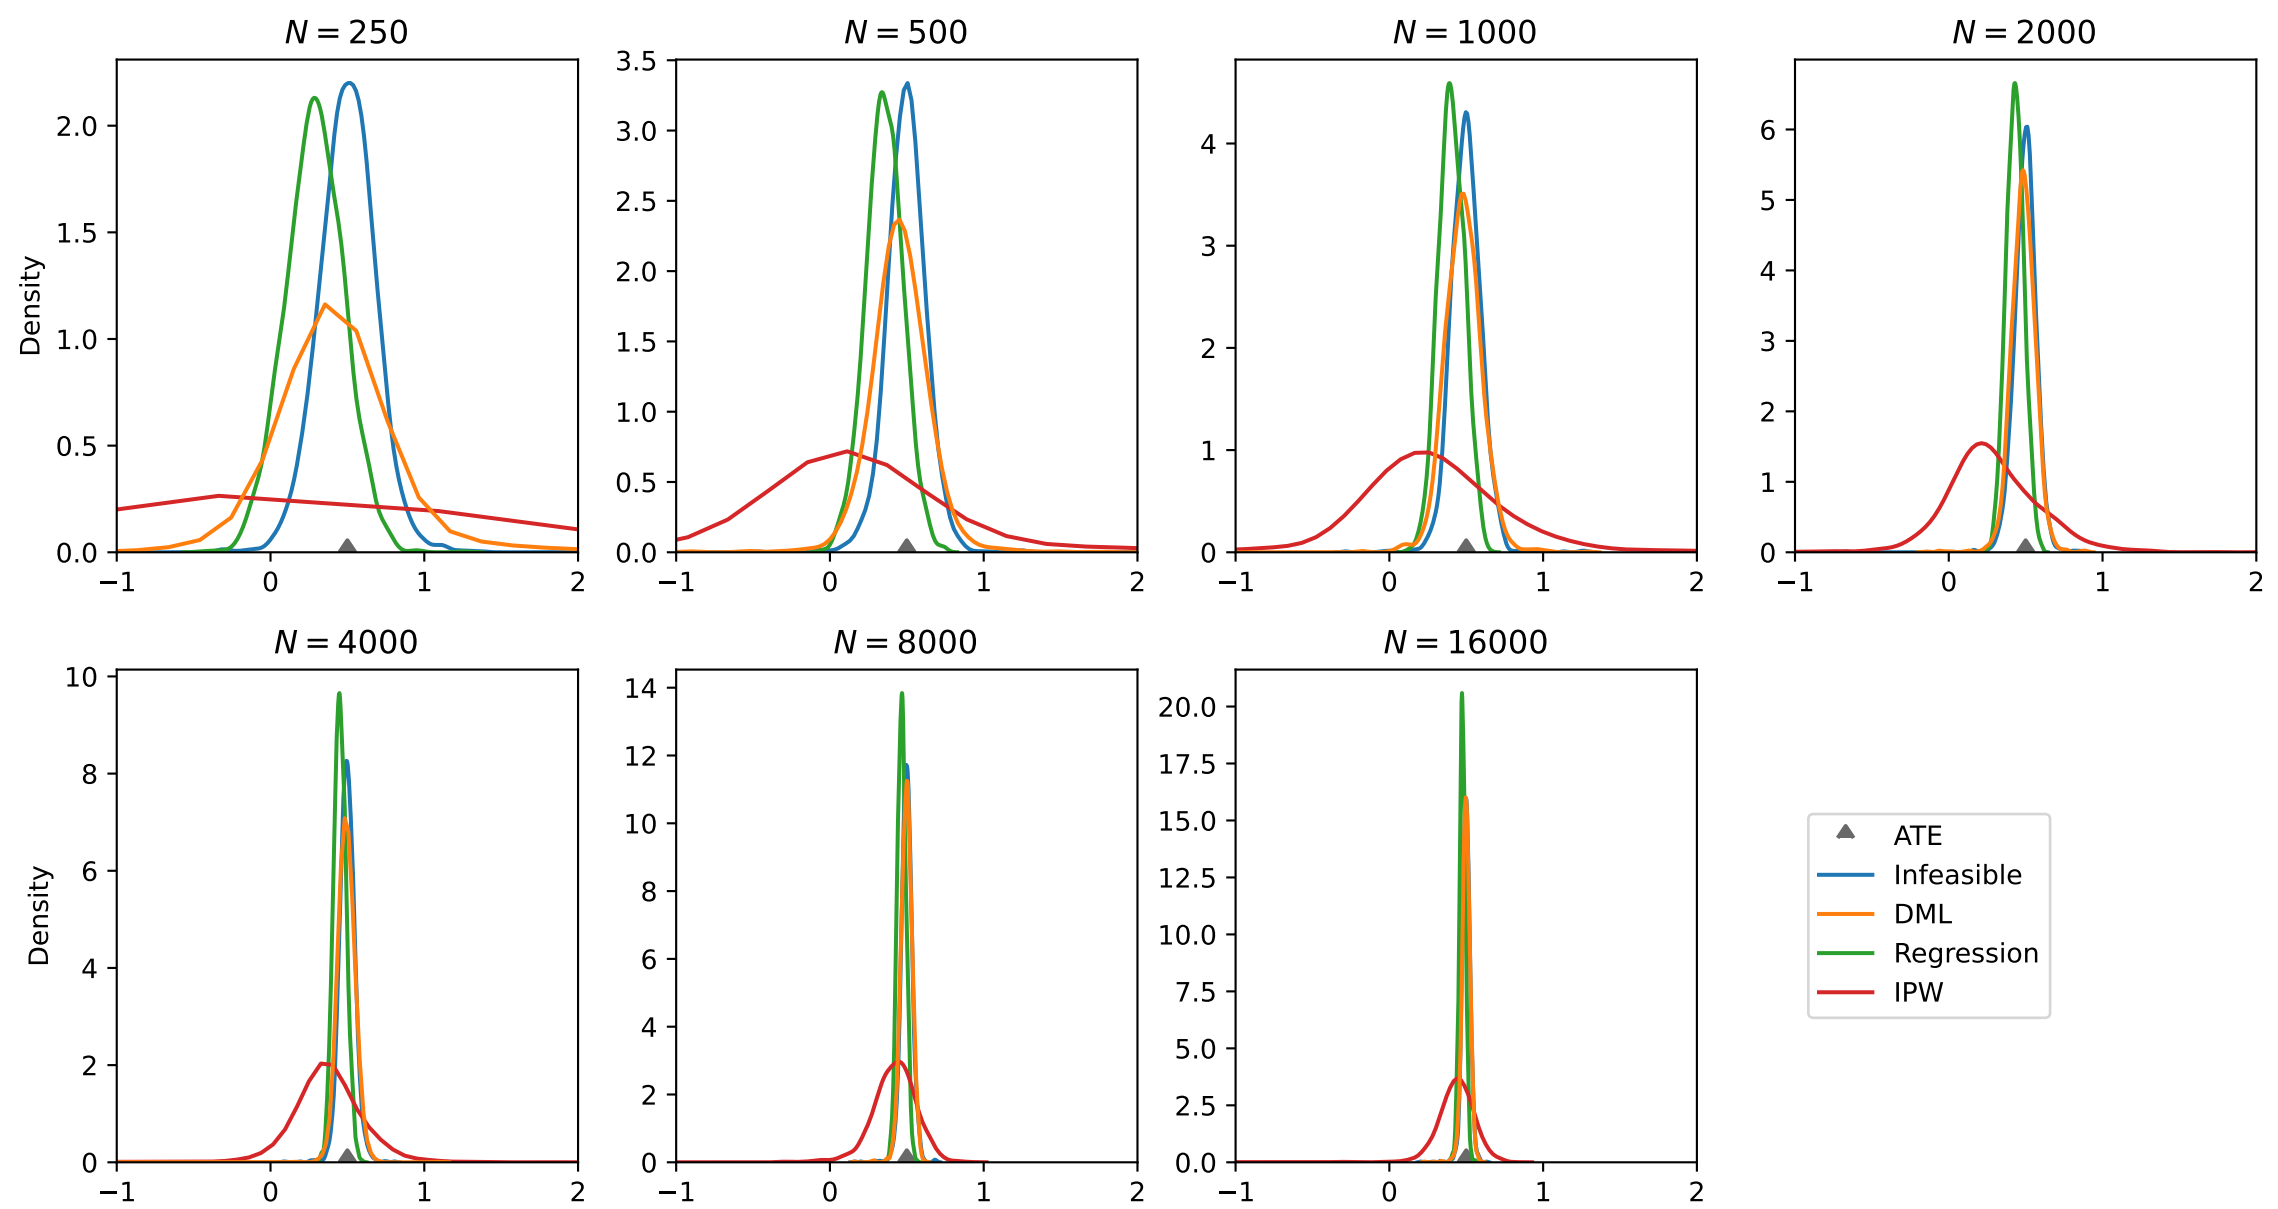 N = 250
N = 500
N = 1000
N = 2000
Density
0.0
0.5
1.0
1.5
2.0
−1 0 1 2
0.0
0.5
1.0
1.5
2.0
2.5
3.0
3.5
−1 0 1 2
0
1
2
3
4
−1 0 1 2
0
1
2
3
4
5
6
−1 0 1 2
N = 4000
N = 8000
N = 16000
Density
0
2
4
6
8
10
−1 0 1 2
0
2
4
6
8
10
12
14
−1 0 1 2
0.0
2.5
5.0
7.5
10.0
12.5
15.0
17.5
20.0
−1 0 1 2
ATE
Infeasible
DML
Regression
IPW